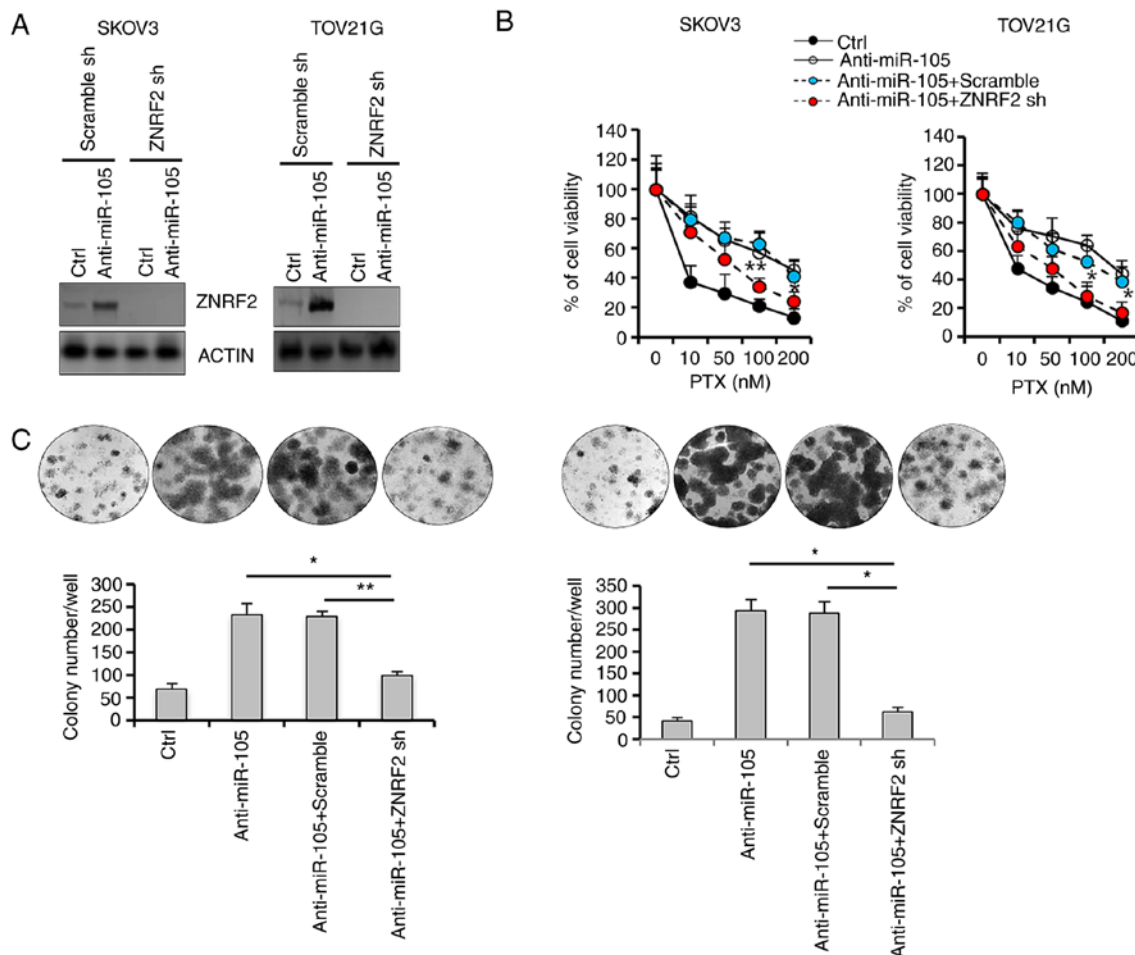 A
SKOV3
TOV21G
Scramble sh
ZNRF2 sh
Scramble sh
ZNRF2 sh
Ctrl
Anti-miR-105
Ctrl
Anti-miR-105
Ctrl
Anti-miR-105
Ctrl
Anti-miR-105
ZNRF2
ACTIN
B
SKOV3
TOV21G
Ctrl
Anti-miR-105
Anti-miR-105+Scramble
Anti-miR-105+ZNRF2 sh
% of cell viability
140
120
100
80
60
40
20
0
**
*
0 10 50 100 200
PTX (nM)
% of cell viability
140
120
100
80
60
40
20
0
*
*
0 10 50 100 200
PTX (nM)
C
Colony number/well
300
250
200
150
100
50
0
*
**
Ctrl
Anti-miR-105
Anti-miR-105+Scramble
Anti-miR-105+ZNRF2 sh
Colony number/well
350
300
250
200
150
100
50
0
*
*
Ctrl
Anti-miR-105
Anti-miR-105+Scramble
Anti-miR-105+ZNRF2 sh